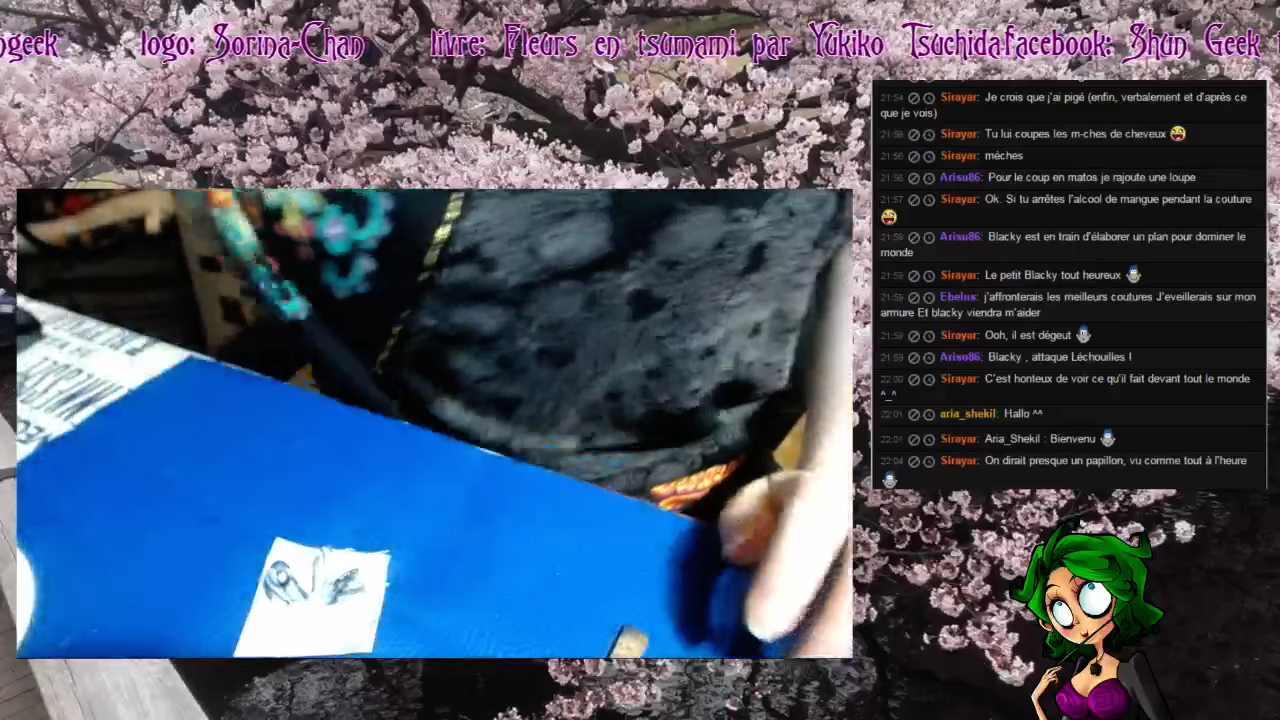 ogeek logo: Sorina-Chan livre: Fleurs en tsumami par Yukiko Tsuchida facebook: Shun Geek
21:54 Sirayar: Je crois que j'ai pigé (enfin, verbalement et d'après ce
que je vois)
21:56 Sirayar: Tu lui coupes les m-ches de cheveux
21:56 Sirayar: mèches
21:56 Arisu86: Pour le coup en matos je rajoute une loupe
21:57 Sirayar: Ok. Si tu arrêtes l'alcool de mangue pendant la couture
21:59 Arisu86: Blacky est en train d'élaborer un plan pour dominer le
monde
21:59 Sirayar: Le petit Blacky tout heureux
21:59 Ebelus: j'affronterais les meilleurs coutures J'eveillerais sur mon
armure Et blacky viendra m'aider
21:59 Sirayar: Ooh, il est dégeut
21:59 Arisu86: Blacky , attaque Léchouilles !
22:00 Sirayar: C'est honteux de voir ce qu'il fait devant tout le monde
^_^
22:01 aria_shekil: Hallo ^^
22:01 Sirayar: Aria_Shekil : Bienvenu
22:04 Sirayar: On dirait presque un papillon, vu comme tout à l'heure